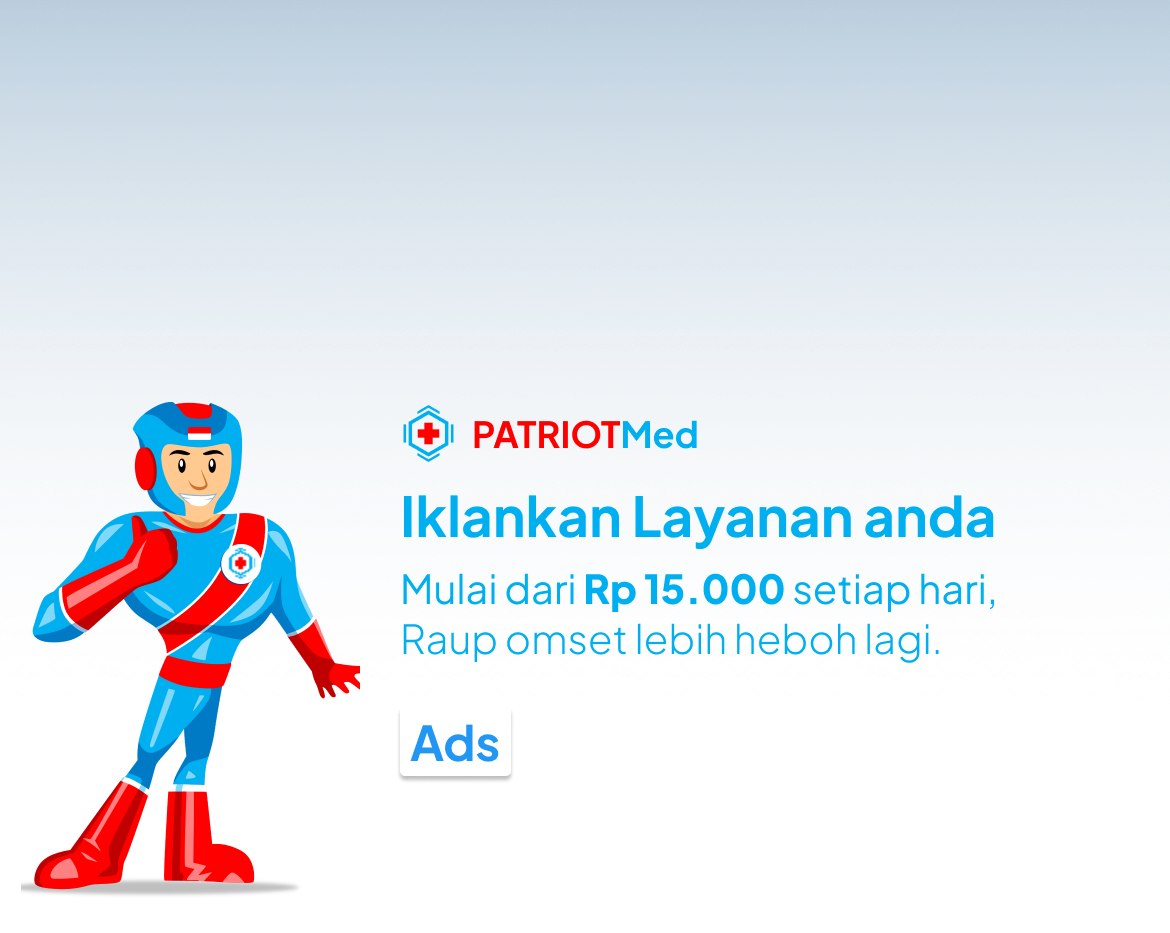 PATRIOTMed
Iklankan Layanan anda
Mulai dari Rp 15.000 setiap hari,
Raup omset lebih heboh lagi.
Ads